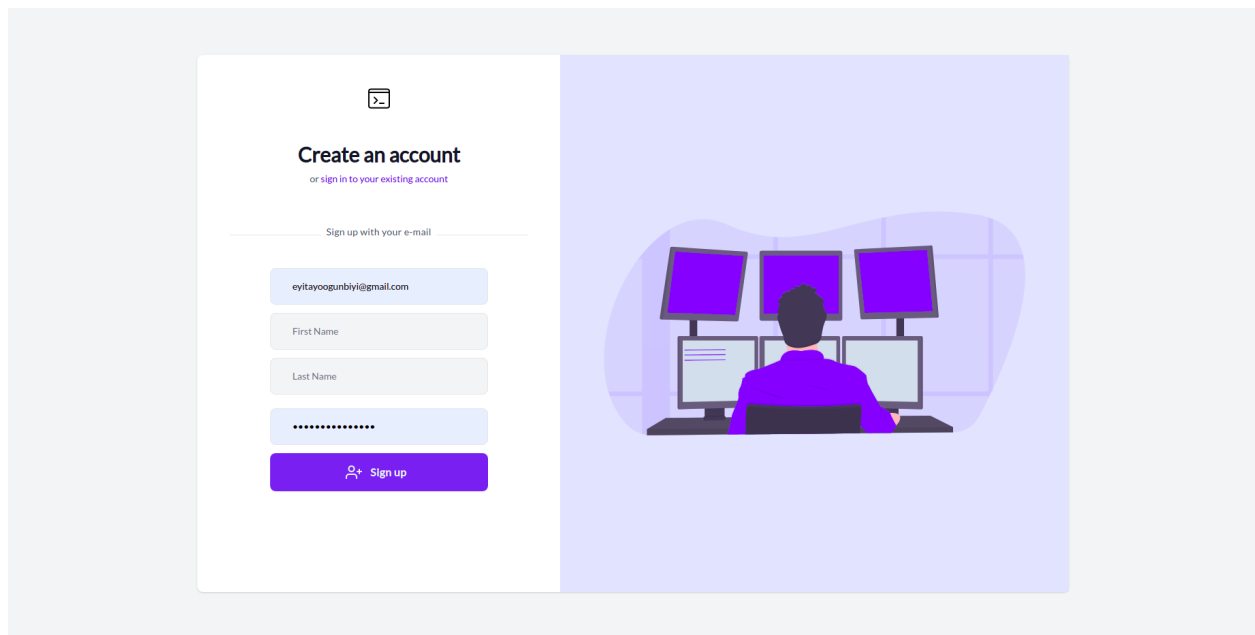 Create an account
or sign in to your existing account
Sign up with your e-mail
eyitayoogunbiyi@gmail.com
First Name
Last Name
•••••••••••••••
Sign up